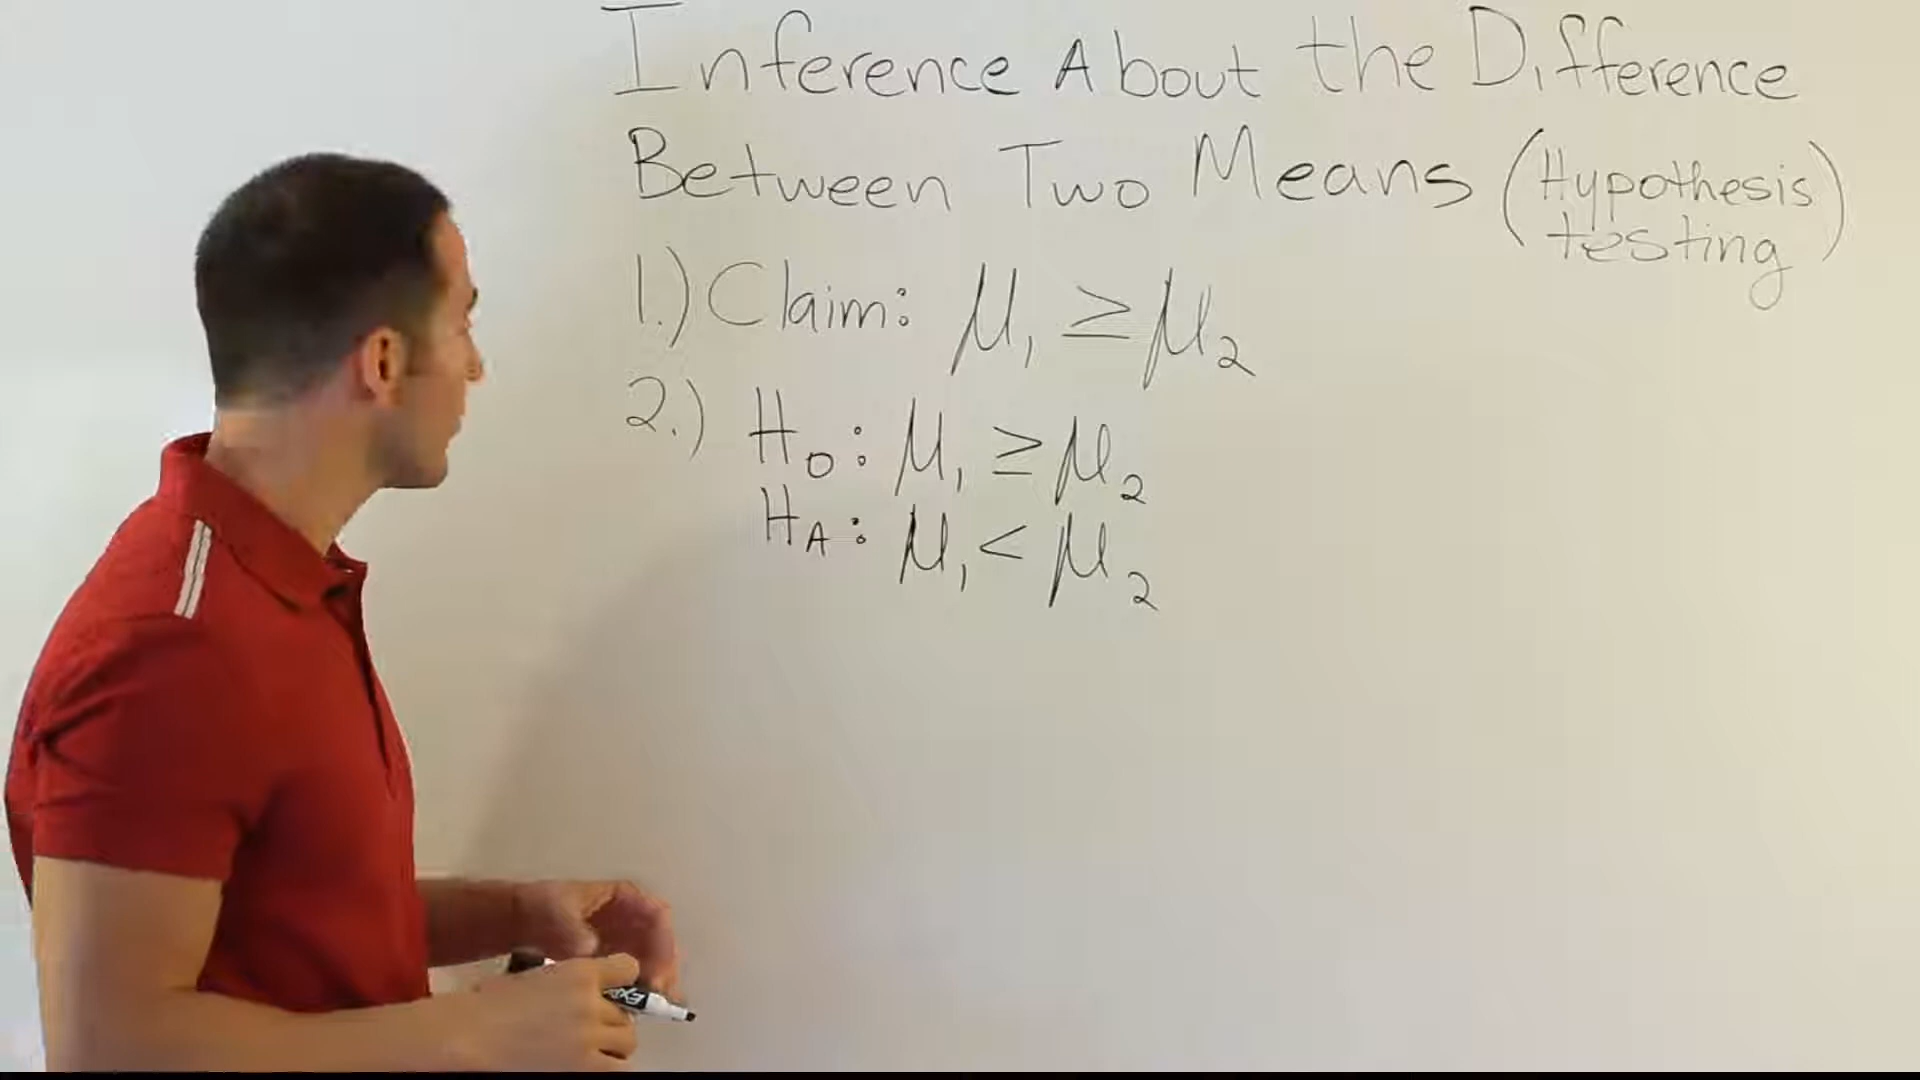 Inference About the Difference
Between Two Means (Hypothesis
testing)
1.) Claim: μ₁ ≥ μ₂
2.) H₀: μ₁ ≥ μ₂
H_A: μ₁ < μ₂